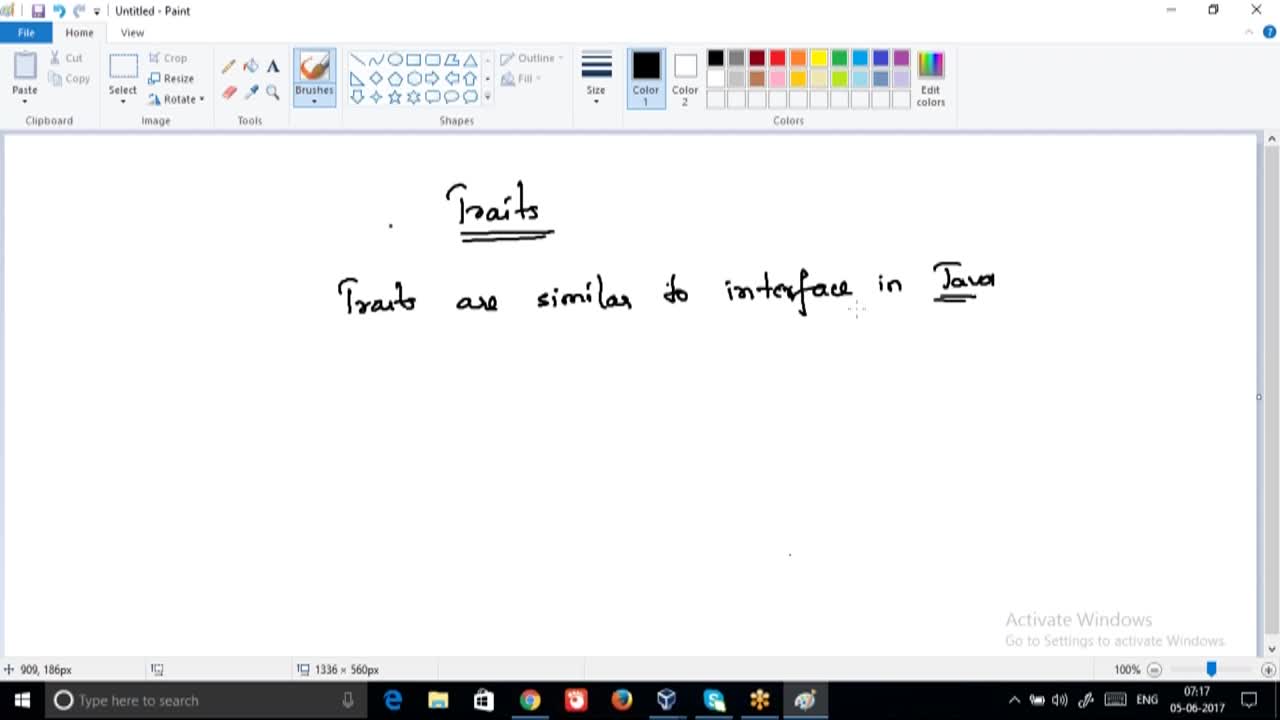 Untitled - Paint
File
Home
View
Paste
Cut
Copy
Clipboard
Select
Crop
Resize
Rotate
Image
Tools
Brushes
Shapes
Outline
Fill
Size
Color 1
Color 2
Colors
Edit colors
Traits
Traits are similar to interface in Java
Activate Windows
Go to Settings to activate Windows.
909, 186px
1336 × 560px
100%
Type here to search
ENG
07:17
05-06-2017